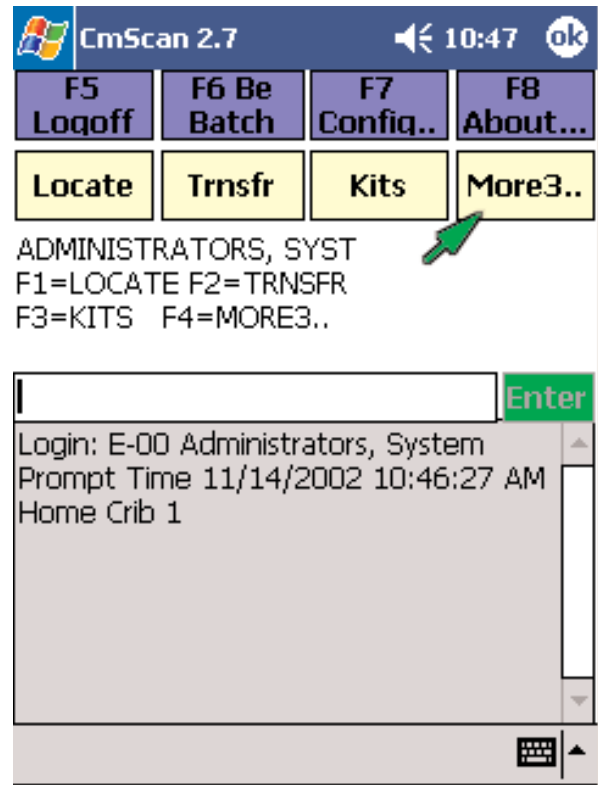 CmScan 2.7 10:47 ok
F5 F6 Be F7 F8
Logoff Batch Config.. About...
Locate Trnsfr Kits More3..
ADMINISTRATORS, SYST
F1=LOCATE F2=TRNSFR
F3=KITS F4=MORE3..
Enter
Login: E-00 Administrators, System
Prompt Time 11/14/2002 10:46:27 AM
Home Crib 1